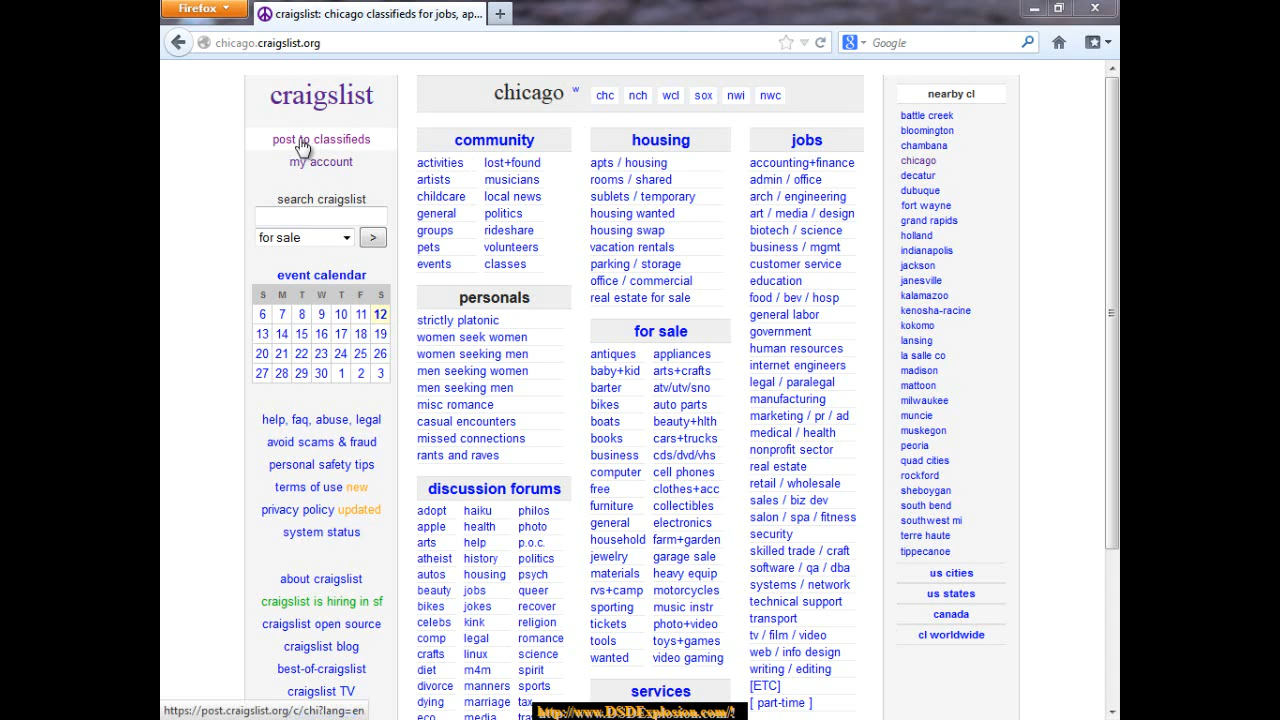 Firefox
craigslist: chicago classifieds for jobs, ap...
chicago.craigslist.org
Google
craigslist
post to classifieds
my account
search craigslist
for sale
>
event calendar
S M T W T F S
6 7 8 9 10 11 12
13 14 15 16 17 18 19
20 21 22 23 24 25 26
27 28 29 30 1 2 3
help, faq, abuse, legal
avoid scams & fraud
personal safety tips
terms of use new
privacy policy updated
system status
about craigslist
craigslist is hiring in sf
craigslist open source
craigslist blog
best-of-craigslist
craigslist TV
chicago w chc nch wcl sox nwi nwc
community
activities lost+found
artists musicians
childcare local news
general politics
groups rideshare
pets volunteers
events classes
personals
strictly platonic
women seek women
women seeking men
men seeking women
men seeking men
misc romance
casual encounters
missed connections
rants and raves
discussion forums
adopt haiku philos
apple health photo
arts help p.o.c.
atheist history politics
autos housing psych
beauty jobs queer
bikes jokes recover
celebs kink religion
comp legal romance
crafts linux science
diet m4m spirit
divorce manners sports
dying marriage tax
eco media
housing
apts / housing
rooms / shared
sublets / temporary
housing wanted
housing swap
vacation rentals
parking / storage
office / commercial
real estate for sale
for sale
antiques appliances
baby+kid arts+crafts
barter atv/utv/sno
bikes auto parts
boats beauty+hlth
books cars+trucks
business cds/dvd/vhs
computer cell phones
free clothes+acc
furniture collectibles
general electronics
household farm+garden
jewelry garage sale
materials heavy equip
rvs+camp motorcycles
sporting music instr
tickets photo+video
tools toys+games
wanted video gaming
services
jobs
accounting+finance
admin / office
arch / engineering
art / media / design
biotech / science
business / mgmt
customer service
education
food / bev / hosp
general labor
government
human resources
internet engineers
legal / paralegal
manufacturing
marketing / pr / ad
medical / health
nonprofit sector
real estate
retail / wholesale
sales / biz dev
salon / spa / fitness
security
skilled trade / craft
software / qa / dba
systems / network
technical support
transport
tv / film / video
web / info design
writing / editing
[ETC]
[ part-time ]
nearby cl
battle creek
bloomington
chambana
chicago
decatur
dubuque
fort wayne
grand rapids
holland
indianapolis
jackson
janesville
kalamazoo
kenosha-racine
kokomo
lansing
la salle co
madison
mattoon
milwaukee
muncie
muskegon
peoria
quad cities
rockford
sheboygan
south bend
southwest mi
terre haute
tippecanoe
us cities
us states
canada
cl worldwide
https://post.craigslist.org/c/chi?lang=en
http://www.DSDExplosion.com/!